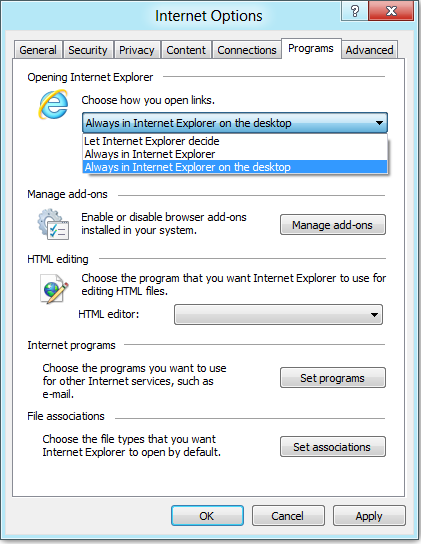 Internet Options
?
General Security Privacy Content Connections Programs Advanced
Opening Internet Explorer
Choose how you open links.
Always in Internet Explorer on the desktop
Let Internet Explorer decide
Always in Internet Explorer
Always in Internet Explorer on the desktop
Manage add-ons
Enable or disable browser add-ons
installed in your system.
Manage add-ons
HTML editing
Choose the program that you want Internet Explorer to use for
editing HTML files.
HTML editor:
Internet programs
Choose the programs you want to use
for other Internet services, such as
e-mail.
Set programs
File associations
Choose the file types that you want
Internet Explorer to open by default.
Set associations
OK Cancel Apply